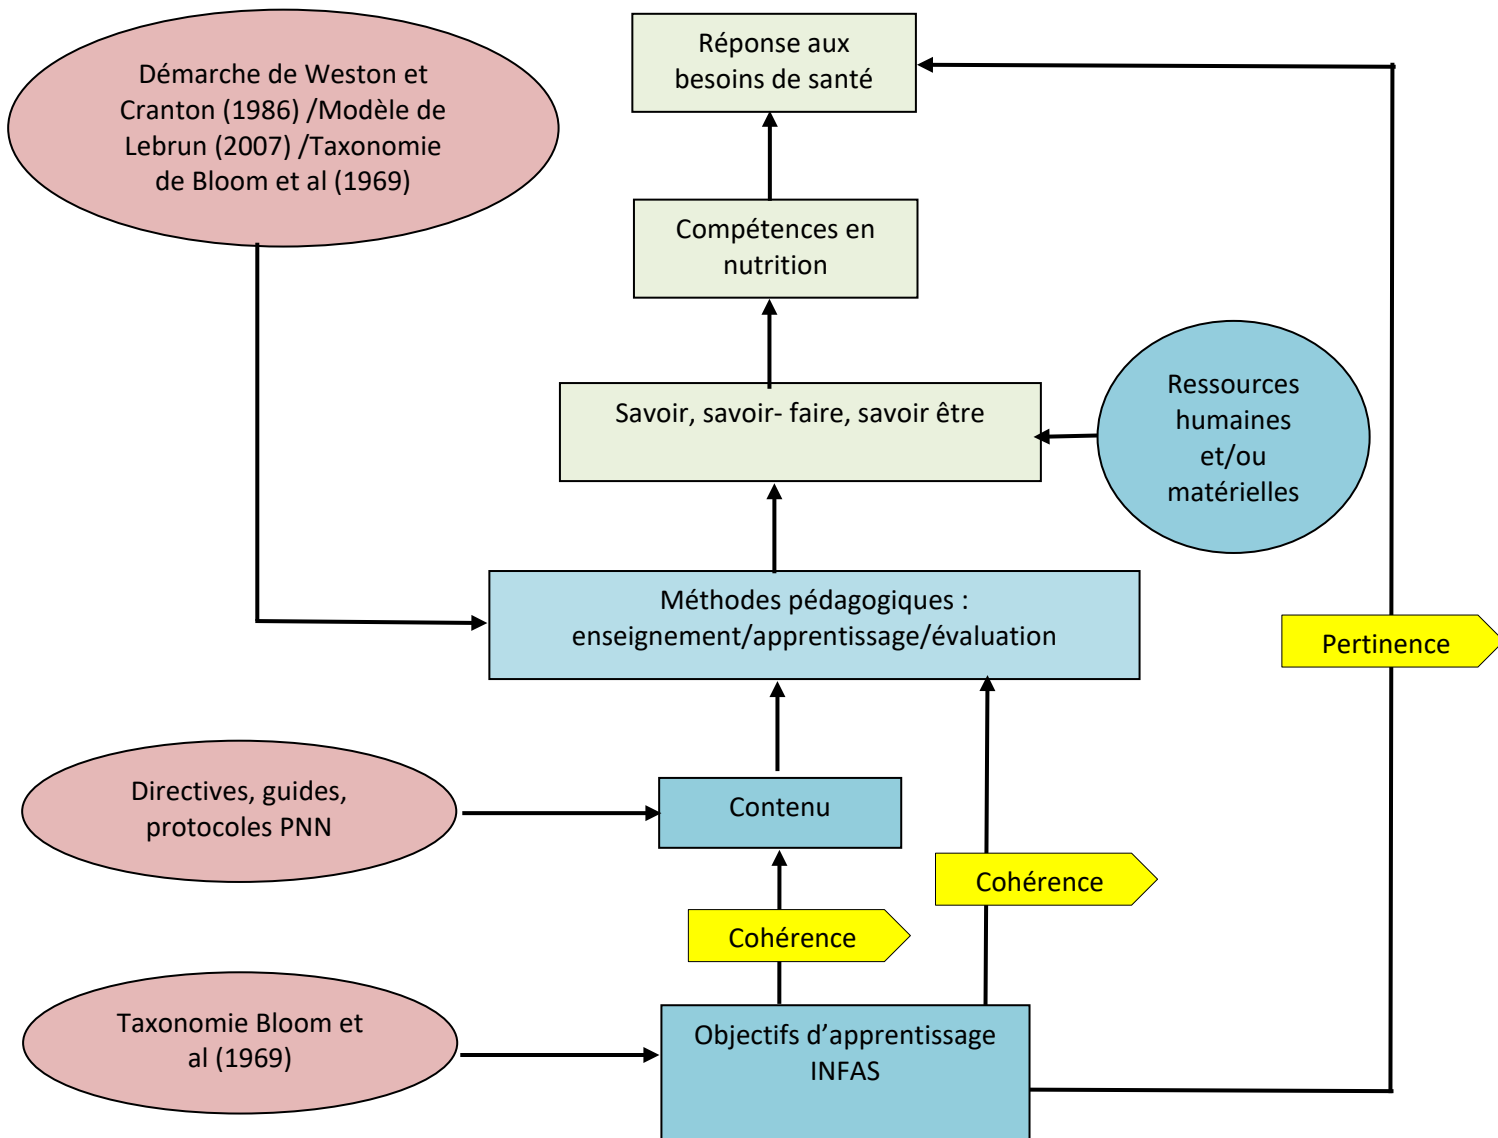 Réponse aux
besoins de santé
Démarche de Weston et
Cranton (1986) /Modèle de
Lebrun (2007) /Taxonomie
de Bloom et al (1969)
Compétences en
nutrition
Savoir, savoir- faire, savoir être
Ressources
humaines
et/ou
matérielles
Méthodes pédagogiques :
enseignement/apprentissage/évaluation
Pertinence
Directives, guides,
protocoles PNN
Contenu
Cohérence
Cohérence
Taxonomie Bloom et
al (1969)
Objectifs d’apprentissage
INFAS